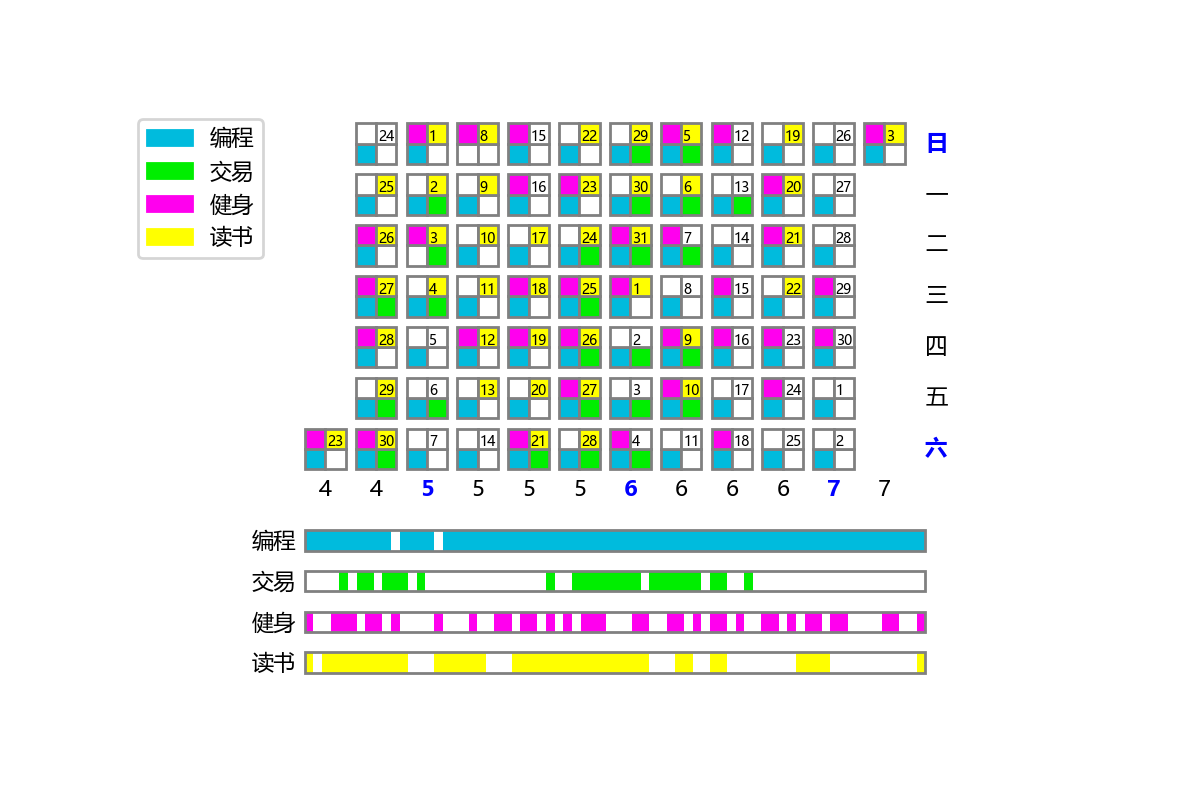 编程
交易
健身
读书
24 1 8 15 22 29 5 12 19 26 3 日
25 2 9 16 23 30 6 13 20 27 一
26 3 10 17 24 31 7 14 21 28 二
27 4 11 18 25 1 8 15 22 29 三
28 5 12 19 26 2 9 16 23 30 四
29 6 13 20 27 3 10 17 24 1 五
23 30 7 14 21 28 4 11 18 25 2 六
4 4 5 5 5 5 6 6 6 6 7 7
编程
交易
健身
读书